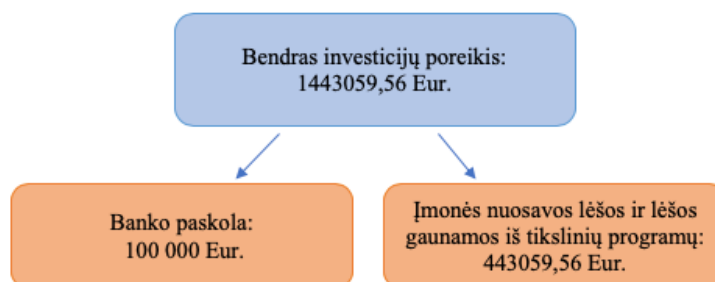 Bendras investicijų poreikis:
1443059,56 Eur.
Banko paskola:
100 000 Eur.
Įmonės nuosavos lėšos ir lėšos
gaunamos iš tikslinių programų:
443059,56 Eur.